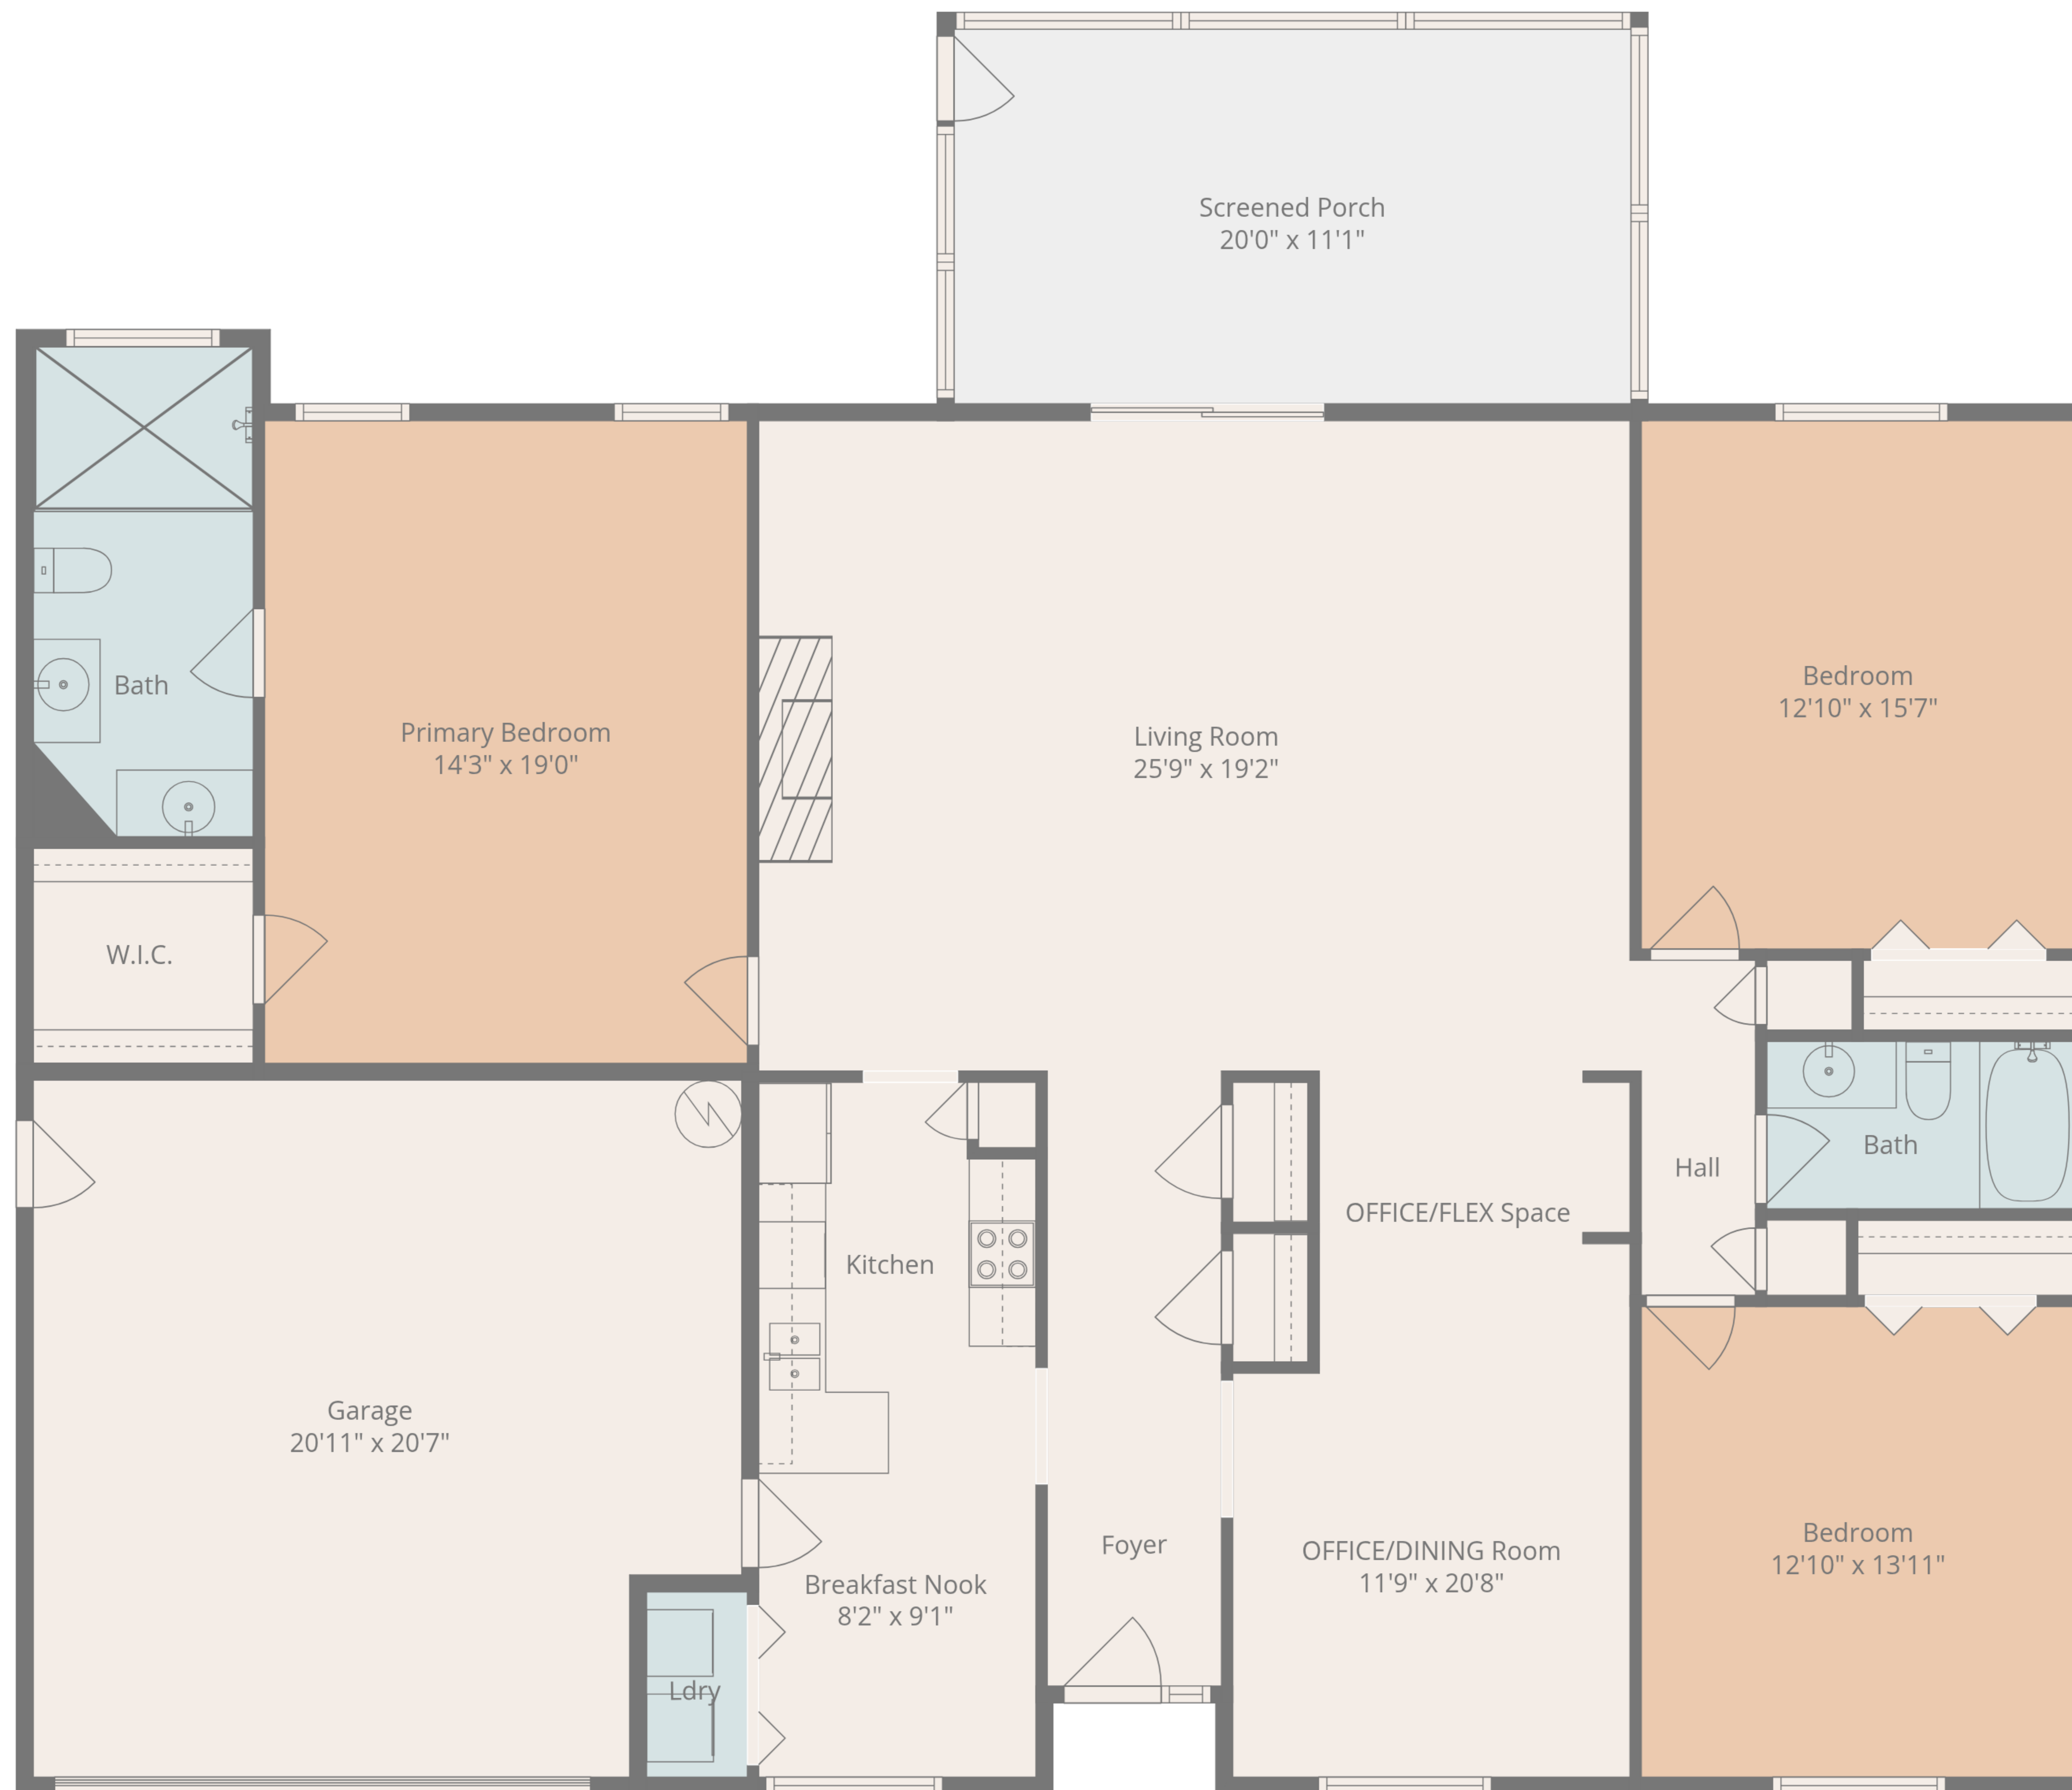 Screened Porch
20'0" x 11'1"
Bath
Primary Bedroom
14'3" x 19'0"
Living Room
25'9" x 19'2"
Bedroom
12'10" x 15'7"
W.I.C.
Hall
Bath
OFFICE/FLEX Space
Kitchen
Garage
20'11" x 20'7"
Foyer
Breakfast Nook
8'2" x 9'1"
OFFICE/DINING Room
11'9" x 20'8"
Bedroom
12'10" x 13'11"
Ldry